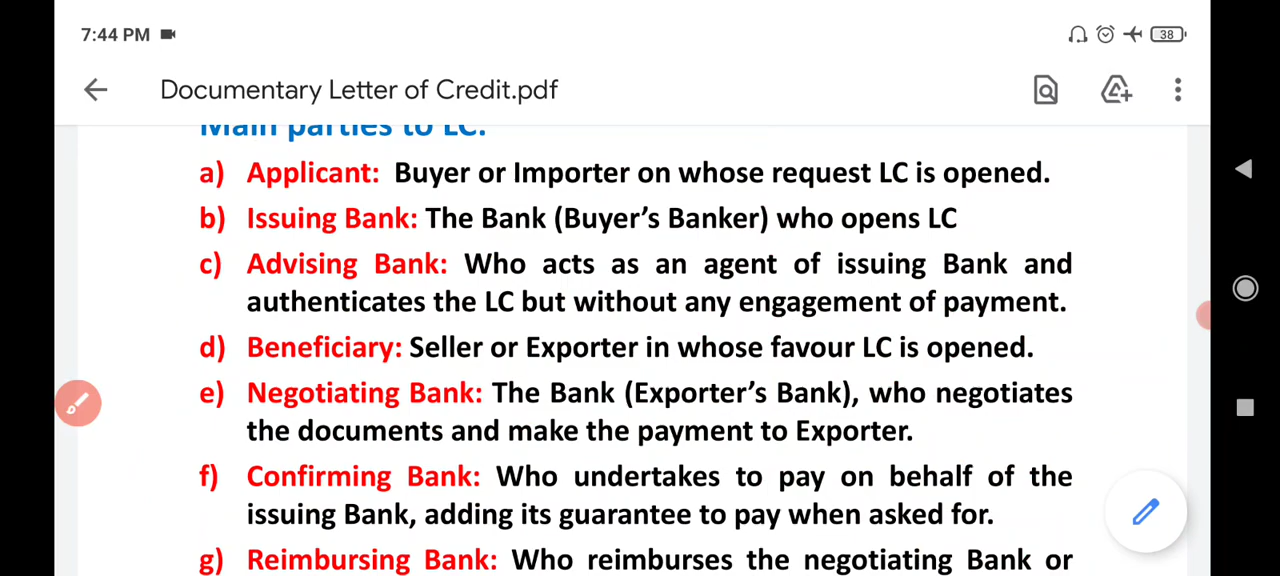 7:44 PM
38
Documentary Letter of Credit.pdf
Main parties to LC:
a) Applicant: Buyer or Importer on whose request LC is opened.
b) Issuing Bank: The Bank (Buyer's Banker) who opens LC
c) Advising Bank: Who acts as an agent of issuing Bank and
authenticates the LC but without any engagement of payment.
d) Beneficiary: Seller or Exporter in whose favour LC is opened.
e) Negotiating Bank: The Bank (Exporter's Bank), who negotiates
the documents and make the payment to Exporter.
f) Confirming Bank: Who undertakes to pay on behalf of the
issuing Bank, adding its guarantee to pay when asked for.
g) Reimbursing Bank: Who reimburses the negotiating Bank or